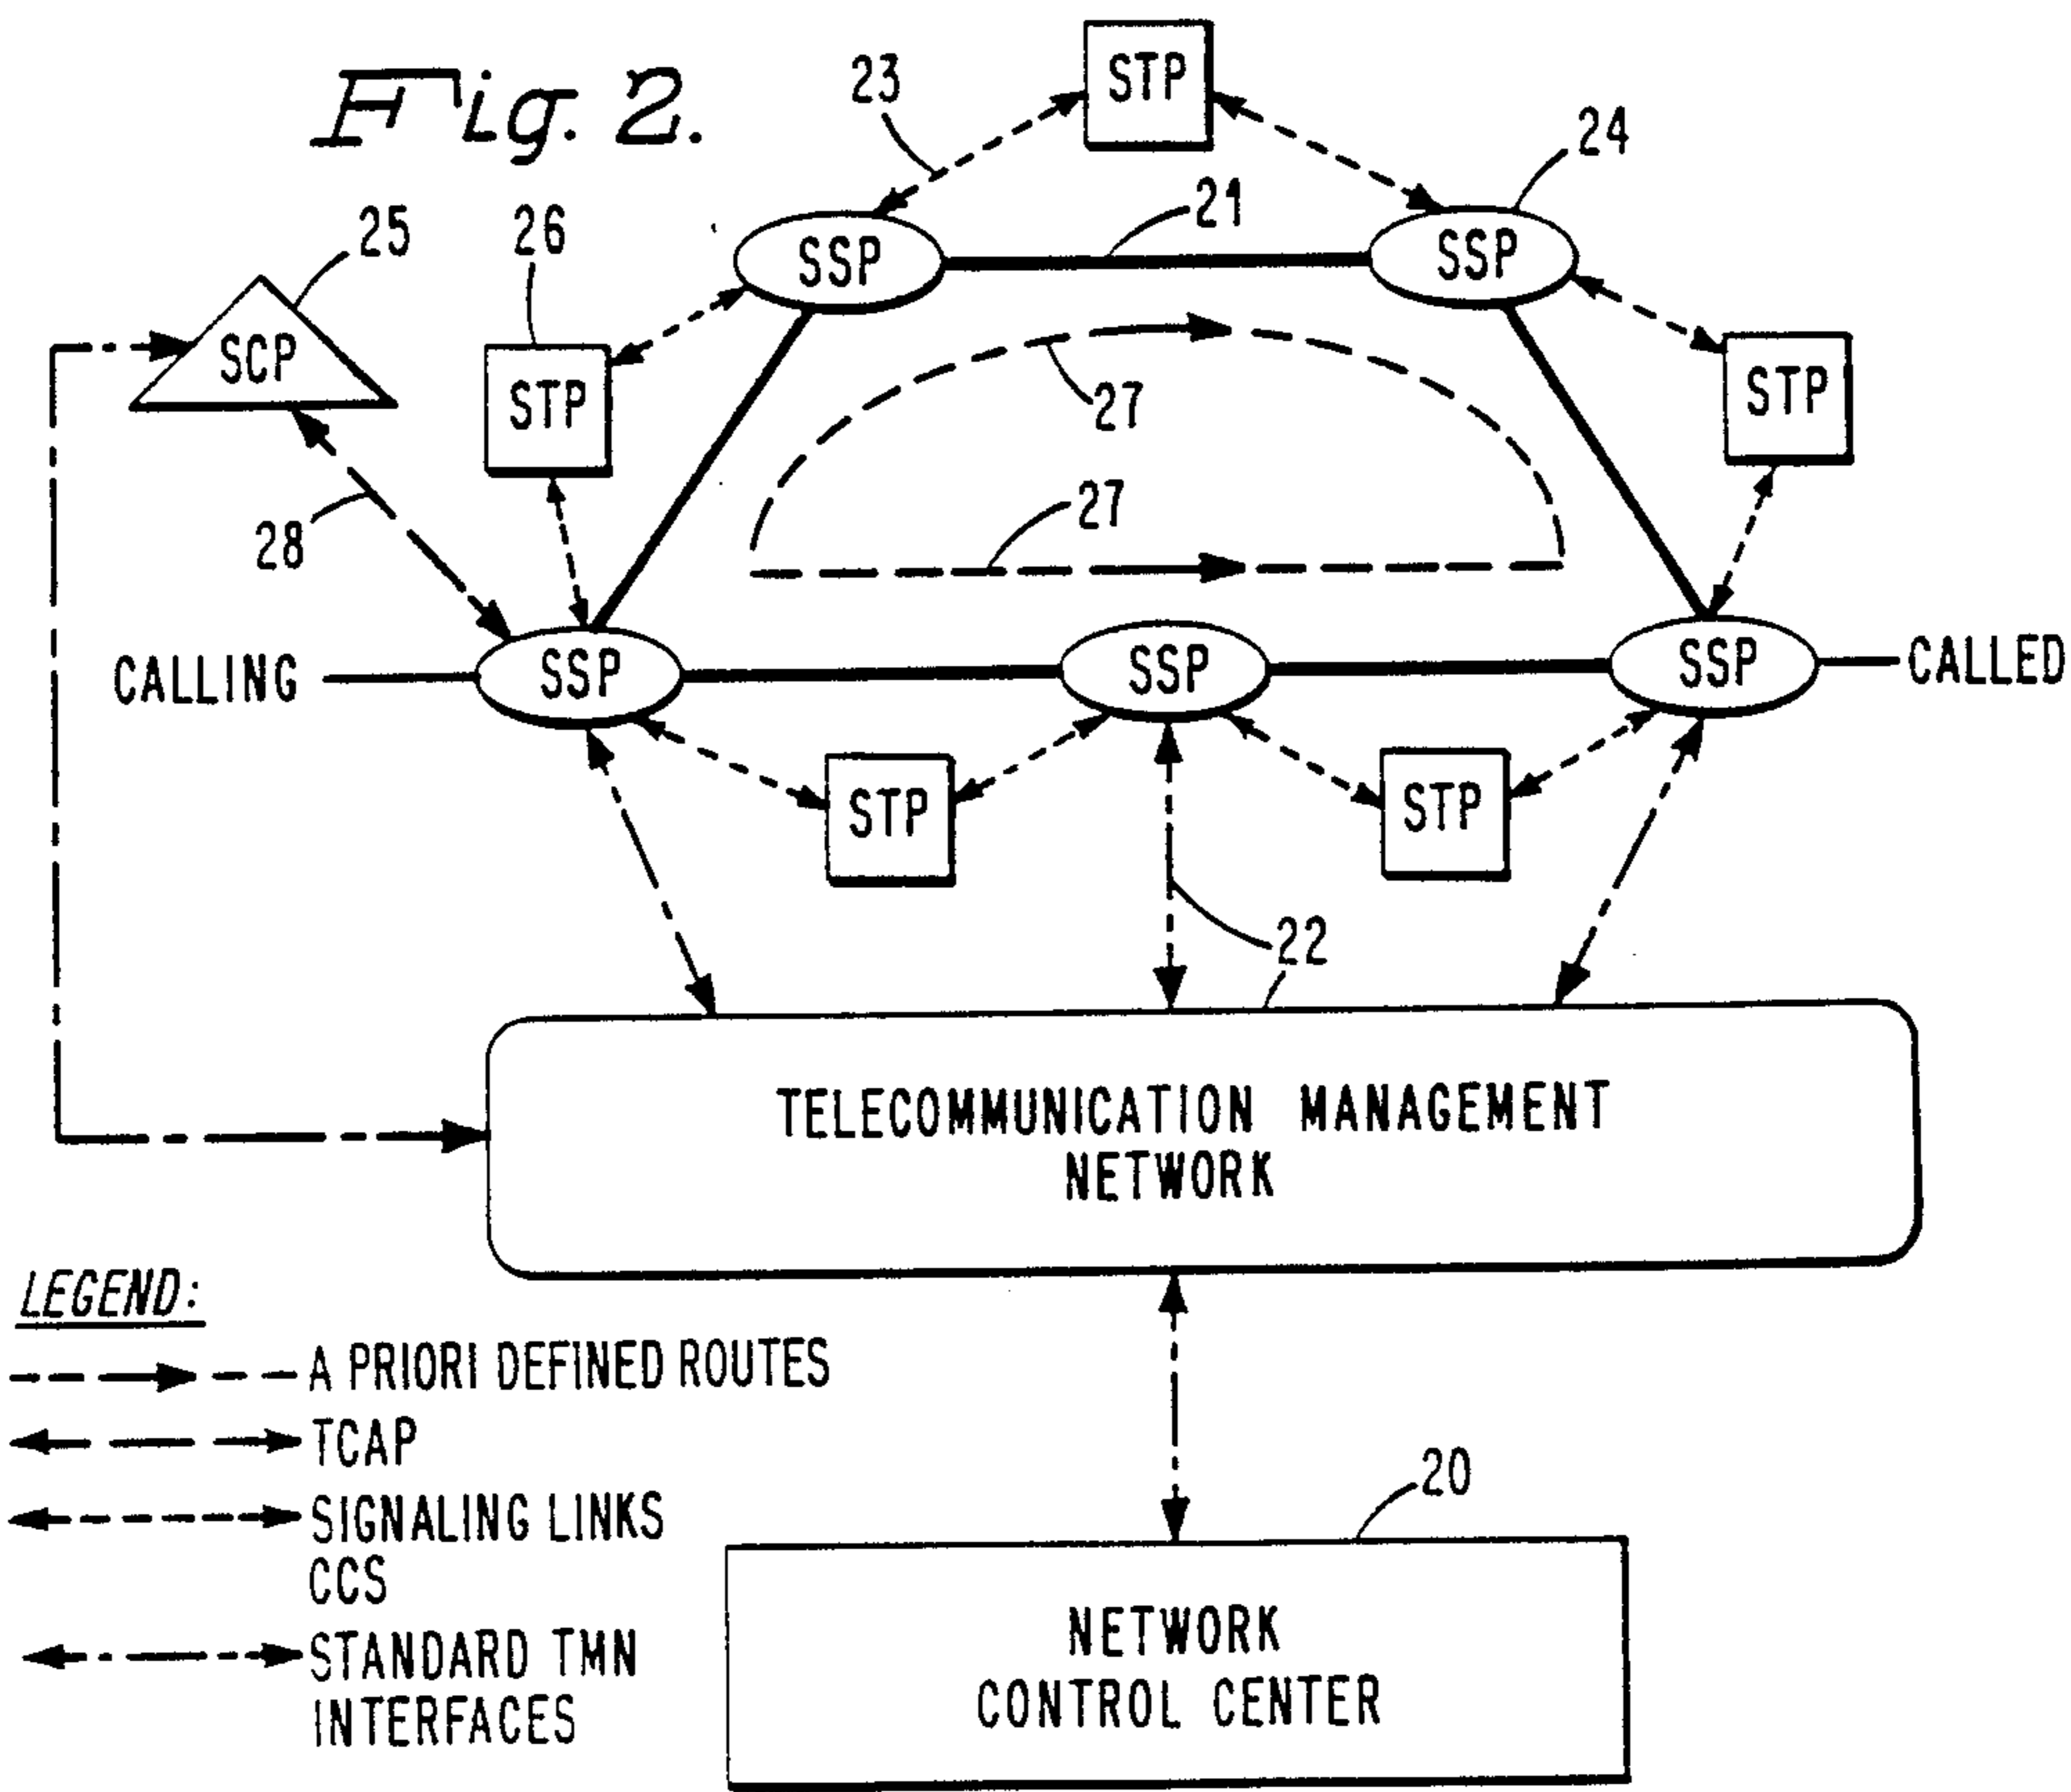 Fig. 2.
23
STP
24
25
26
SSP
21
SSP
SCP
STP
27
STP
28
27
CALLING
SSP
SSP
SSP
CALLED
STP
STP
22
TELECOMMUNICATION MANAGEMENT
NETWORK
LEGEND:
A PRIORI DEFINED ROUTES
TCAP
SIGNALING LINKS
CCS
STANDARD TMN
INTERFACES
20
NETWORK
CONTROL CENTER